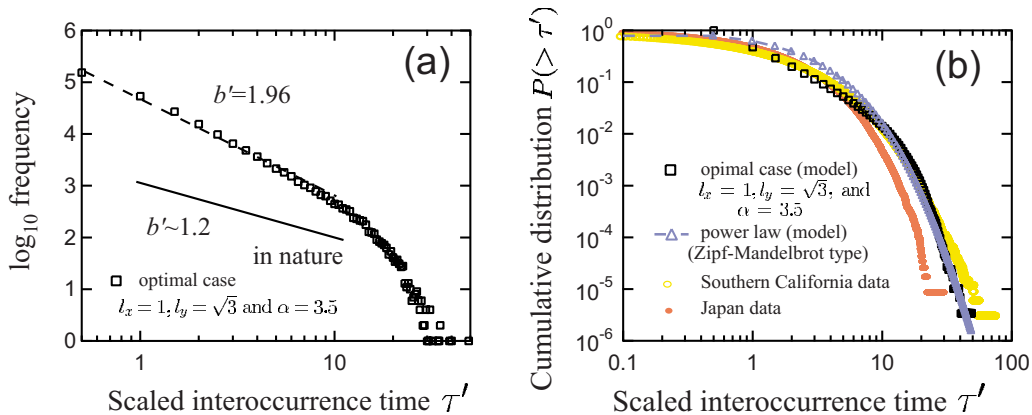 (a)
log₁₀ frequency
6
5
4
3
2
1
0
b′=1.96
b′~1.2
in nature
optimal case
lₓ = 1, l_y = √3 and α = 3.5
1
10
Scaled interoccurrence time τ′
(b)
Cumulative distribution P(> τ′)
10⁰
10⁻¹
10⁻²
10⁻³
10⁻⁴
10⁻⁵
10⁻⁶
optimal case (model)
lₓ = 1, l_y = √3, and
α = 3.5
power law (model)
(Zipf-Mandelbrot type)
Southern California data
Japan data
0.1
1
10
100
Scaled interoccurrence time τ′